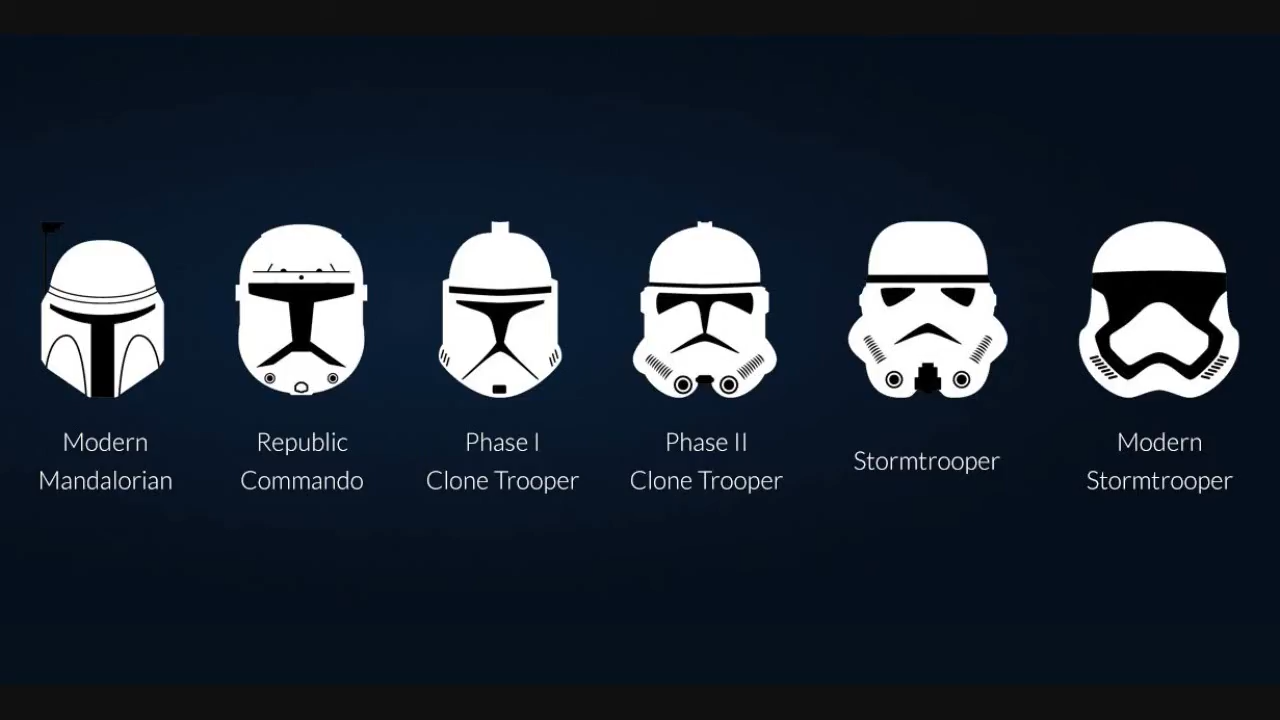 Modern
Mandalorian
Republic
Commando
Phase I
Clone Trooper
Phase II
Clone Trooper
Stormtrooper
Modern
Stormtrooper